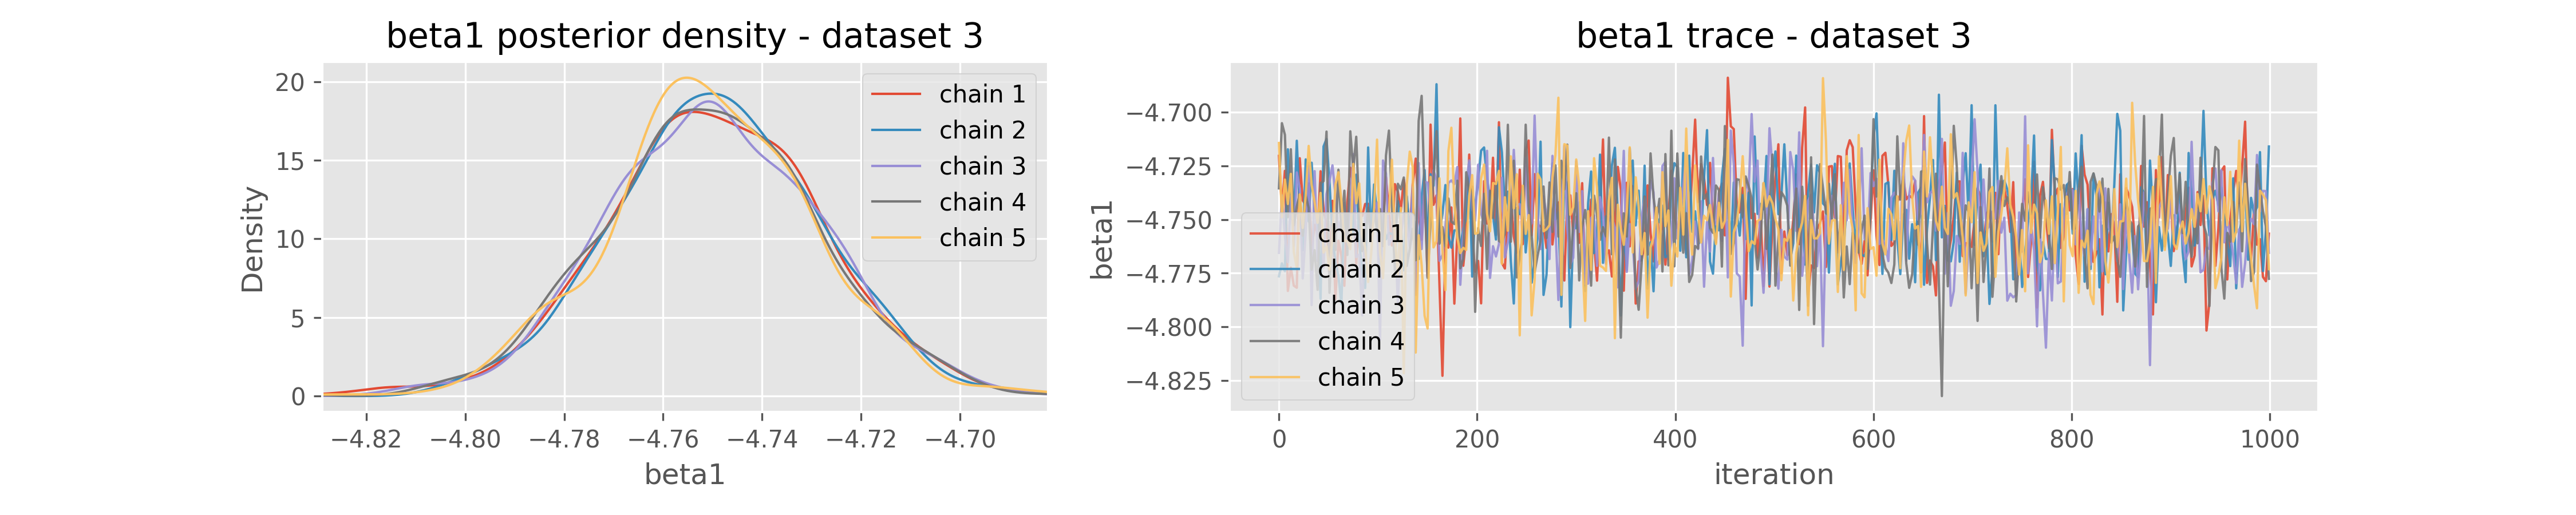 beta1 posterior density - dataset 3
20
15
10
5
0
Density
chain 1
chain 2
chain 3
chain 4
chain 5
−4.82 −4.80 −4.78 −4.76 −4.74 −4.72 −4.70
beta1
beta1 trace - dataset 3
−4.700
−4.725
−4.750
−4.775
−4.800
−4.825
beta1
chain 1
chain 2
chain 3
chain 4
chain 5
0 200 400 600 800 1000
iteration